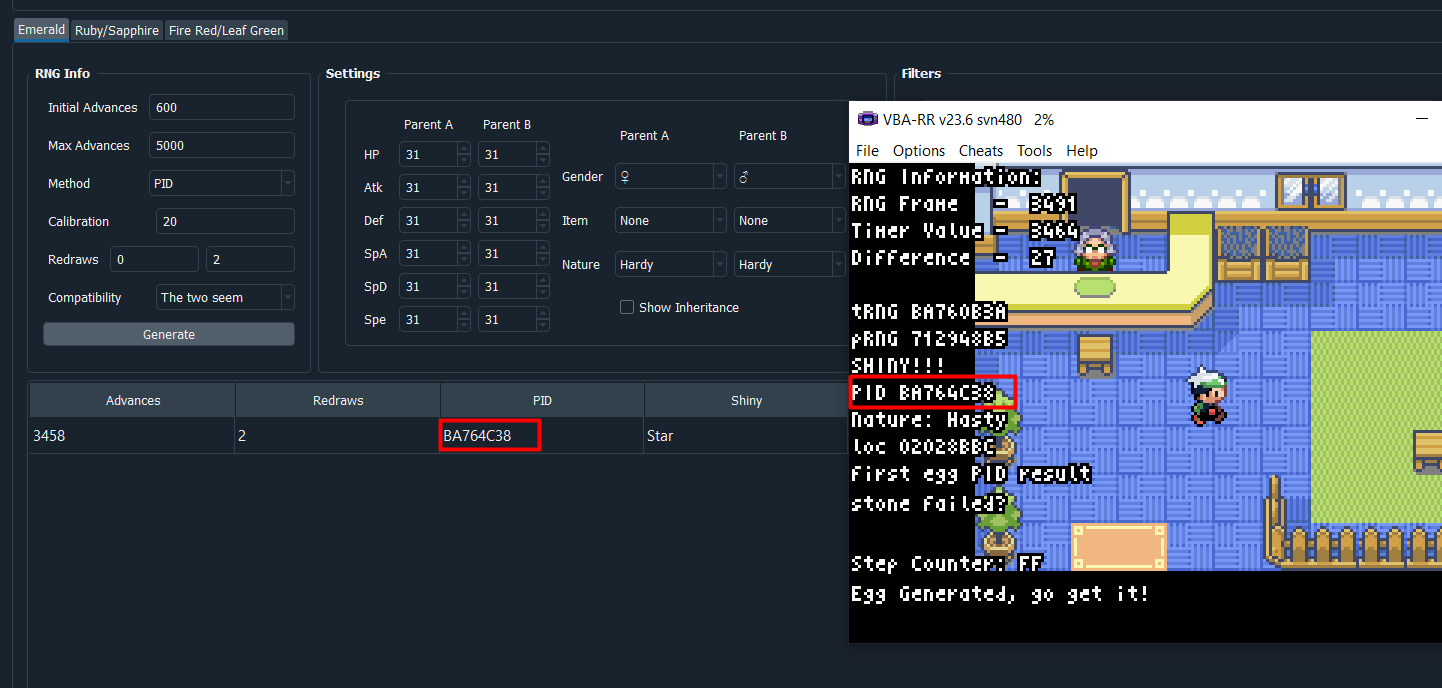 Emerald Ruby/Sapphire Fire Red/Leaf Green
RNG Info
Initial Advances 600
Max Advances 5000
Method PID
Calibration 20
Redraws 0 2
Compatibility The two seem
Generate
Settings
Parent A Parent B
HP 31 31
Atk 31 31
Def 31 31
SpA 31 31
SpD 31 31
Spe 31 31
Parent A Parent B
Gender ♀ ♂
Item None None
Nature Hardy Hardy
Show Inheritance
Filters
Advances Redraws PID Shiny
3458 2 BA764C38 Star
VBA-RR v23.6 svn480 2%
File Options Cheats Tools Help
RNG Information:
RNG Frame - 3491
Timer Value - 3464
Difference - 27
tRNG BA760B3A
pRNG 712948B5
SHINY!!!
PID BA764C38
Nature: Hasty
loc 02028BBC
First egg PID result
stone failed?
Step Counter: FF
Egg Generated, go get it!